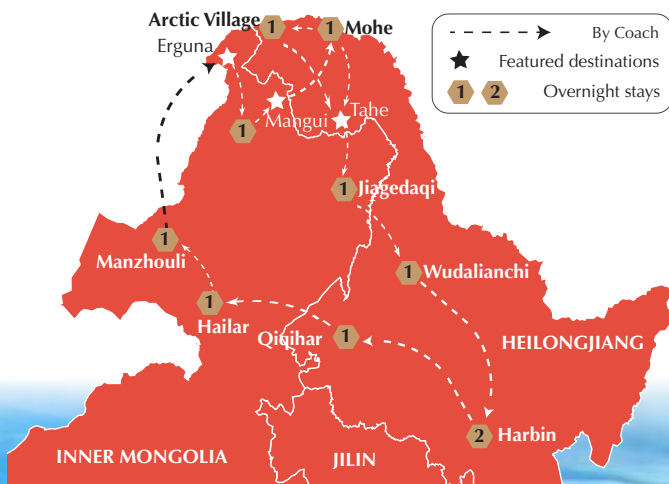 Arctic Village 1
1 Mohe
By Coach
Erguna
Featured destinations
1 2 Overnight stays
Mangui
Tahe
1
1 Jiagedaqi
1
Manzhouli
1 Wudalianchi
1
Hailar
Qiqihar 1
HEILONGJIANG
2 Harbin
INNER MONGOLIA
JILIN